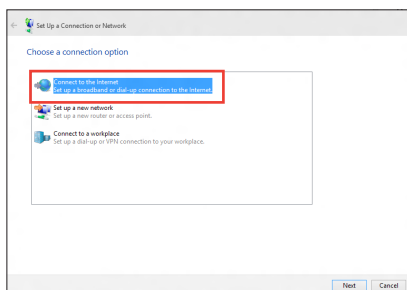 Set Up a Connection or Network
Choose a connection option
Connect to the Internet
Set up a broadband or dial-up connection to the Internet.
Set up a new network
Set up a new router or access point.
Connect to a workplace
Set up a dial-up or VPN connection to your workplace.
Next Cancel